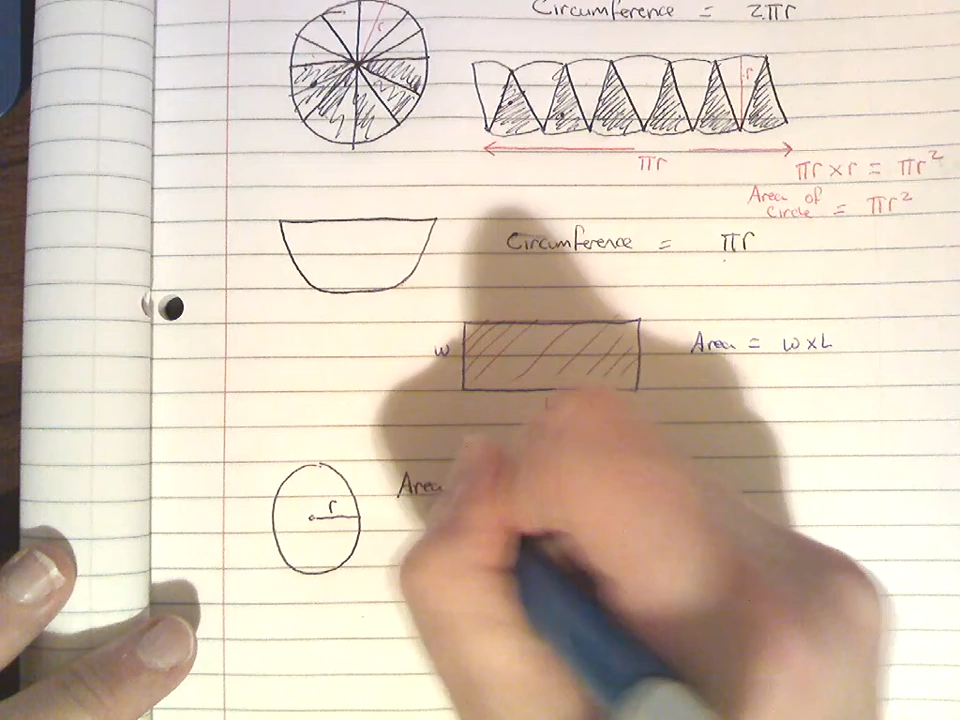 Circumference = 2πr
r
r
πr
πr × r = πr²
Area of
Circle = πr²
Circumference = πr
w
Area = w×L
r
Area